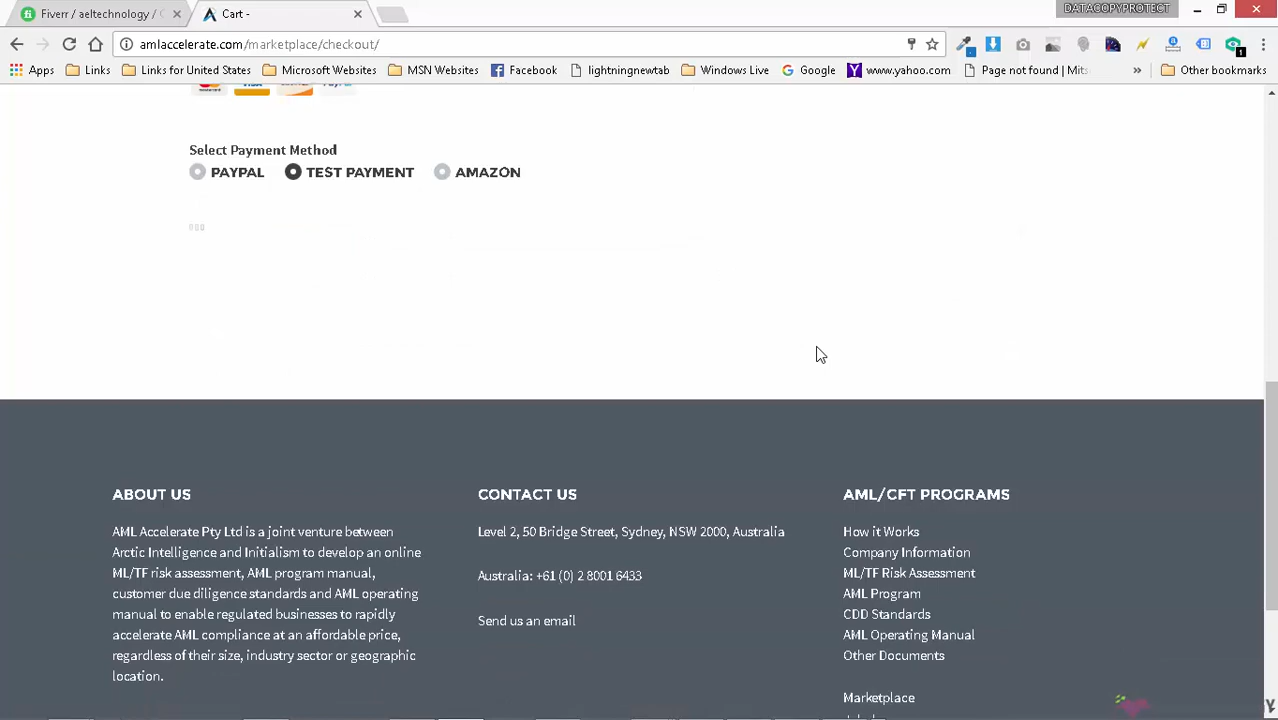 Fiverr / aeltechnology /
Cart -
DATACOPYPROTECT
amlaccelerate.com/marketplace/checkout/
Apps Links Links for United States Microsoft Websites MSN Websites Facebook lightningnewtab Windows Live Google www.yahoo.com Page not found | Mits » Other bookmarks
Select Payment Method
PAYPAL TEST PAYMENT AMAZON
ABOUT US
AML Accelerate Pty Ltd is a joint venture between
Arctic Intelligence and Initialism to develop an online
ML/TF risk assessment, AML program manual,
customer due diligence standards and AML operating
manual to enable regulated businesses to rapidly
accelerate AML compliance at an affordable price,
regardless of their size, industry sector or geographic
location.
CONTACT US
Level 2, 50 Bridge Street, Sydney, NSW 2000, Australia
Australia: +61 (0) 2 8001 6433
Send us an email
AML/CFT PROGRAMS
How it Works
Company Information
ML/TF Risk Assessment
AML Program
CDD Standards
AML Operating Manual
Other Documents
Marketplace